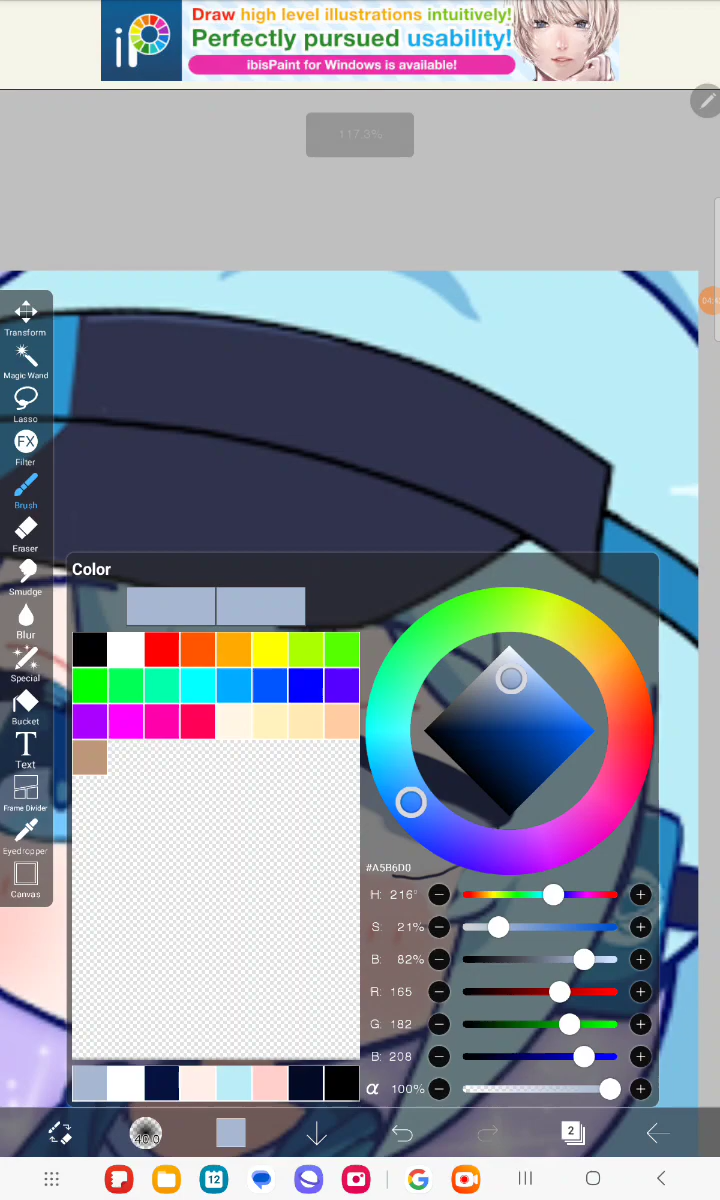 iP
Draw high level illustrations intuitively!
Perfectly pursued usability!
ibisPaint for Windows is available!
117.3%
Transform
Magic Wand
Lasso
FX
Filter
Brush
Eraser
Smudge
Blur
Special
Bucket
T
Text
Frame Divider
Eyedropper
Canvas
Color
#A5B6D0
H: 216°
S: 21%
B: 82%
R: 165
G: 182
B: 208
α 100%
40.0
2
12
G